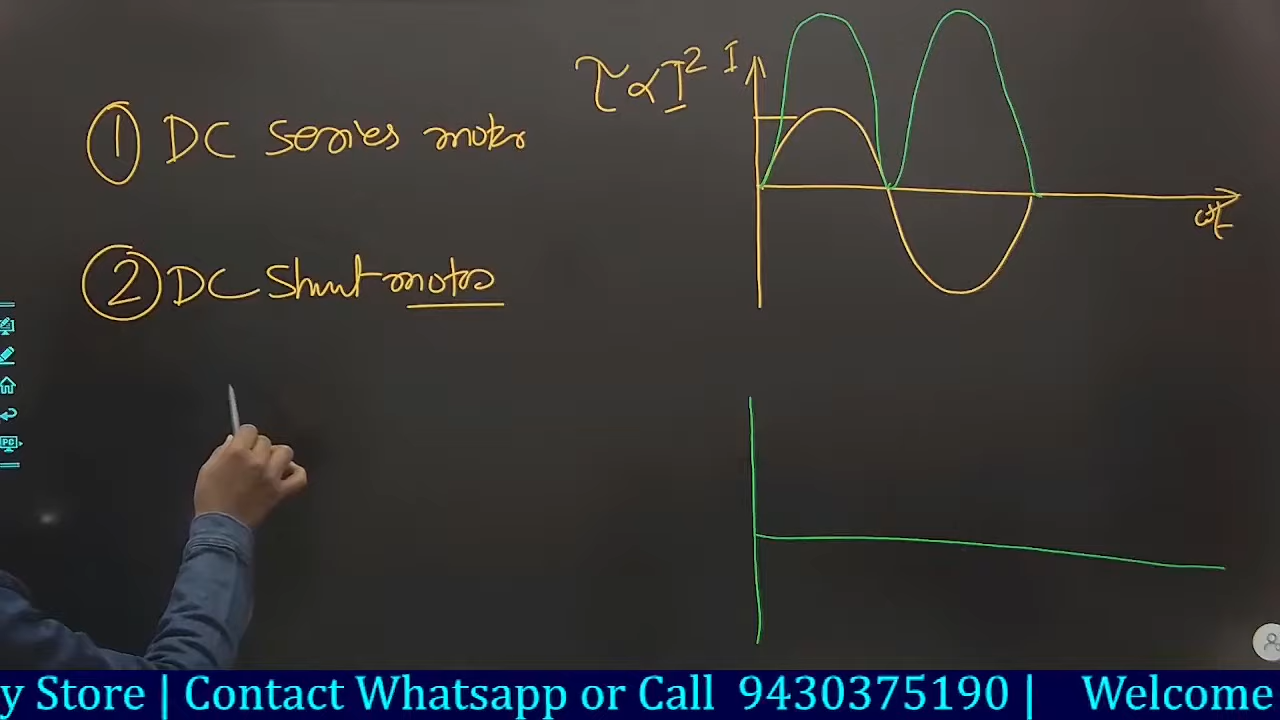 ① DC series motor
② DC Shunt motor
τ∝I²
I
ωt
y Store | Contact Whatsapp or Call 9430375190 | Welcome